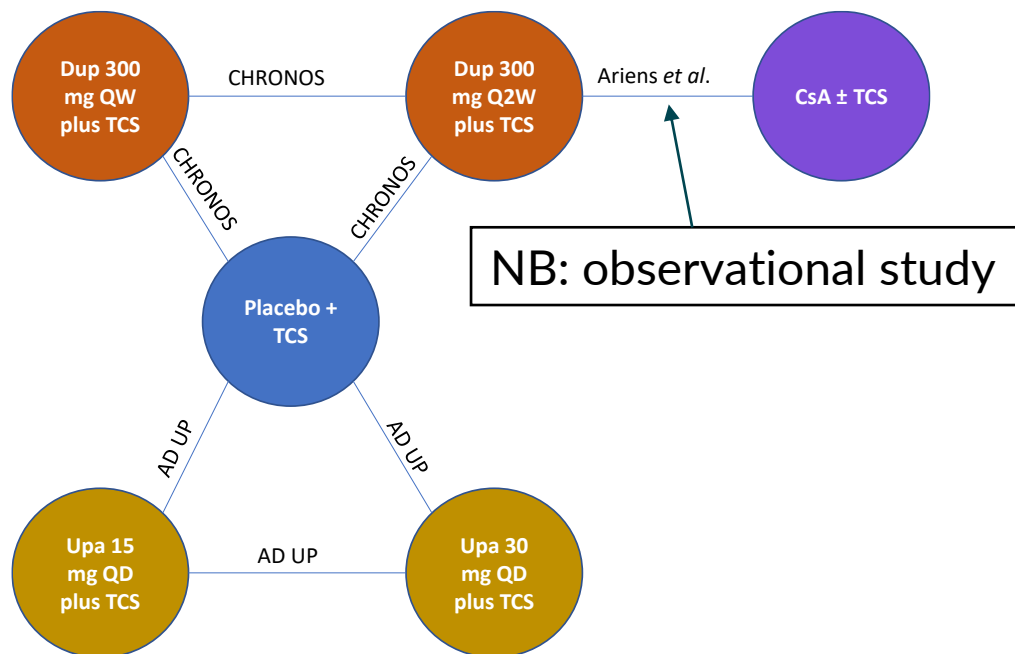 Dup 300
mg QW
plus TCS
CHRONOS
Dup 300
mg Q2W
plus TCS
Ariens et al.
CsA ± TCS
CHRONOS
CHRONOS
NB: observational study
Placebo +
TCS
AD UP
AD UP
Upa 15
mg QD
plus TCS
AD UP
Upa 30
mg QD
plus TCS